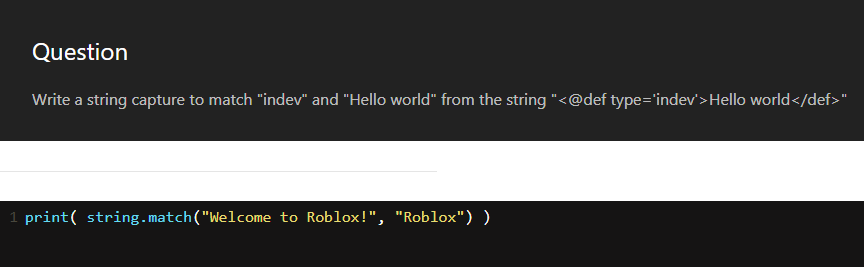 Question
Write a string capture to match "indev" and "Hello world" from the string "<@def type='indev'>Hello world</def>"
1 print( string.match("Welcome to Roblox!", "Roblox") )